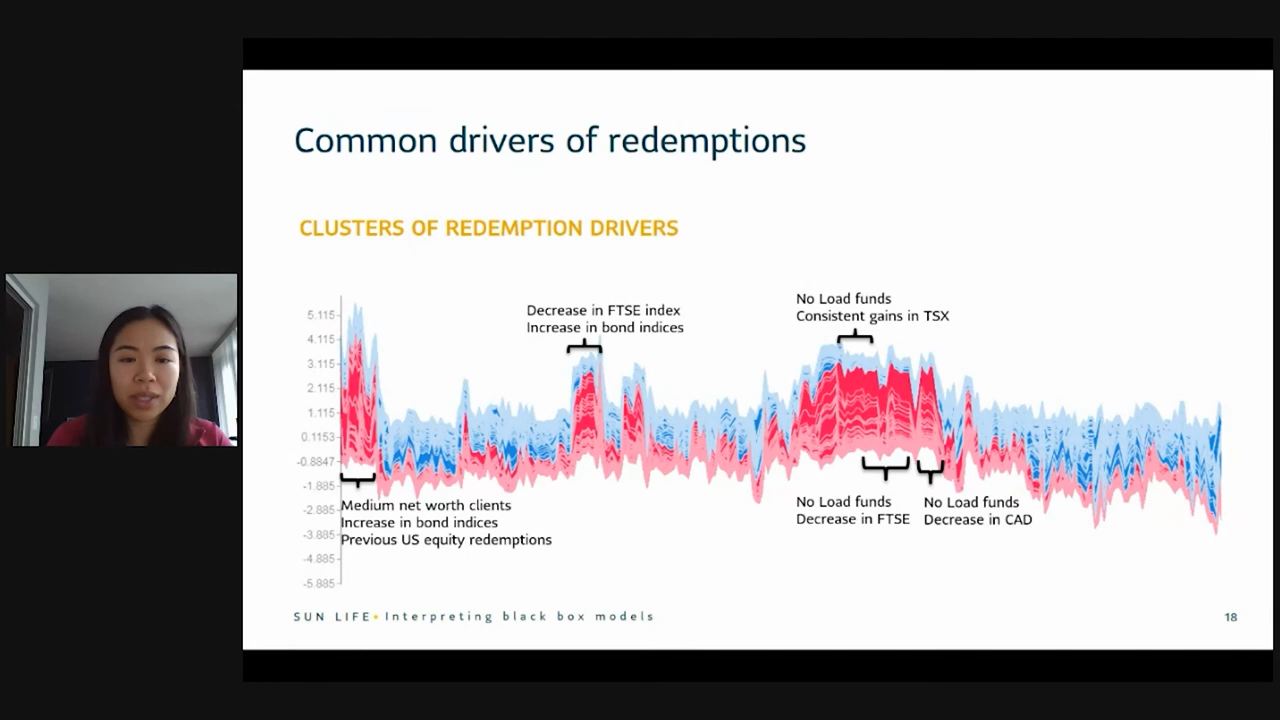 Common drivers of redemptions
CLUSTERS OF REDEMPTION DRIVERS
Decrease in FTSE index
Increase in bond indices
No Load funds
Consistent gains in TSX
5.115
4.115
3.115
2.115
1.115
0.1153
-0.8847
-1.885
-2.885
-3.885
-4.885
-5.885
Medium net worth clients
Increase in bond indices
Previous US equity redemptions
No Load funds
Decrease in FTSE
No Load funds
Decrease in CAD
SUN LIFE • Interpreting black box models
18